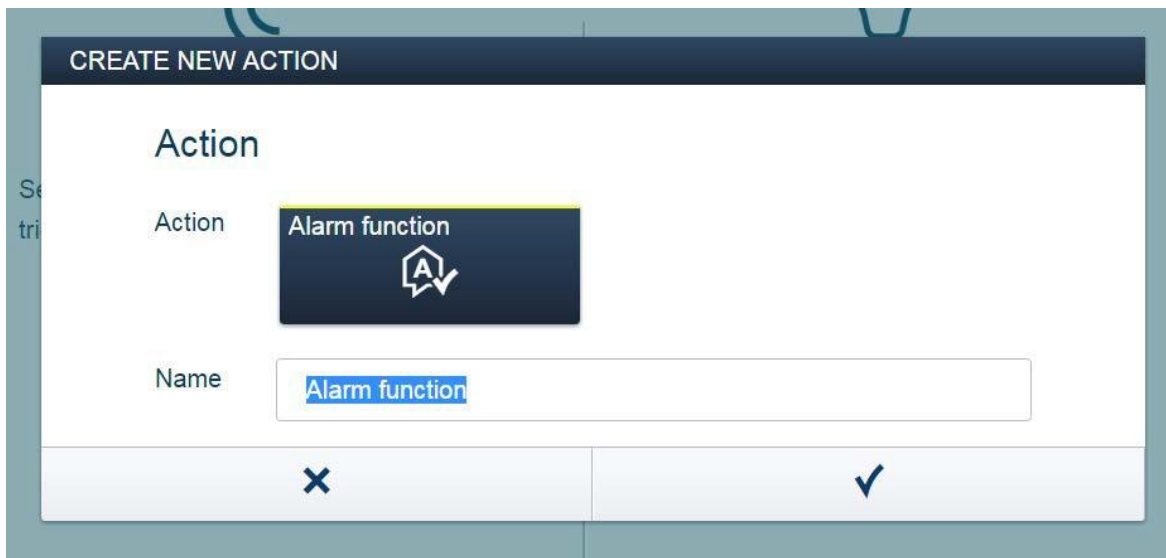 CREATE NEW ACTION
Action
Action
Alarm function
A
Name
Alarm function